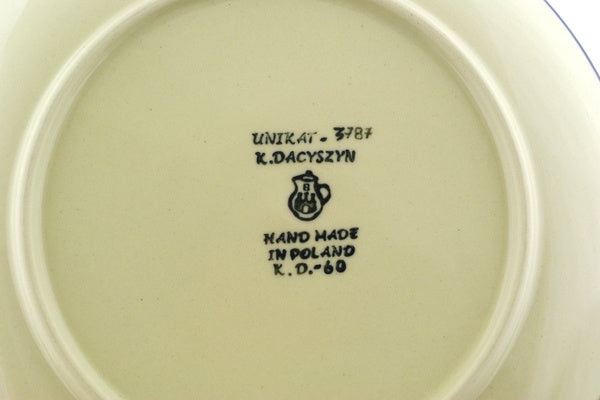 UNIKAT - 3787
K.DACYSZYN
HAND MADE
IN POLAND
K.D.-60